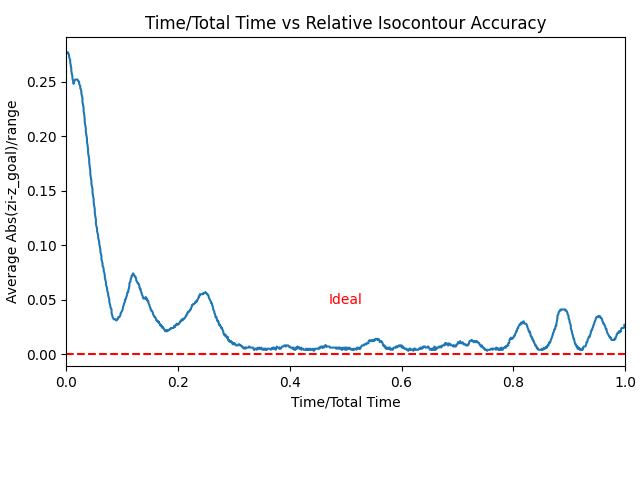 Time/Total Time vs Relative Isocontour Accuracy
Average Abs(zi-z_goal)/range
0.25
0.20
0.15
0.10
0.05
0.00
Ideal
0.0 0.2 0.4 0.6 0.8 1.0
Time/Total Time